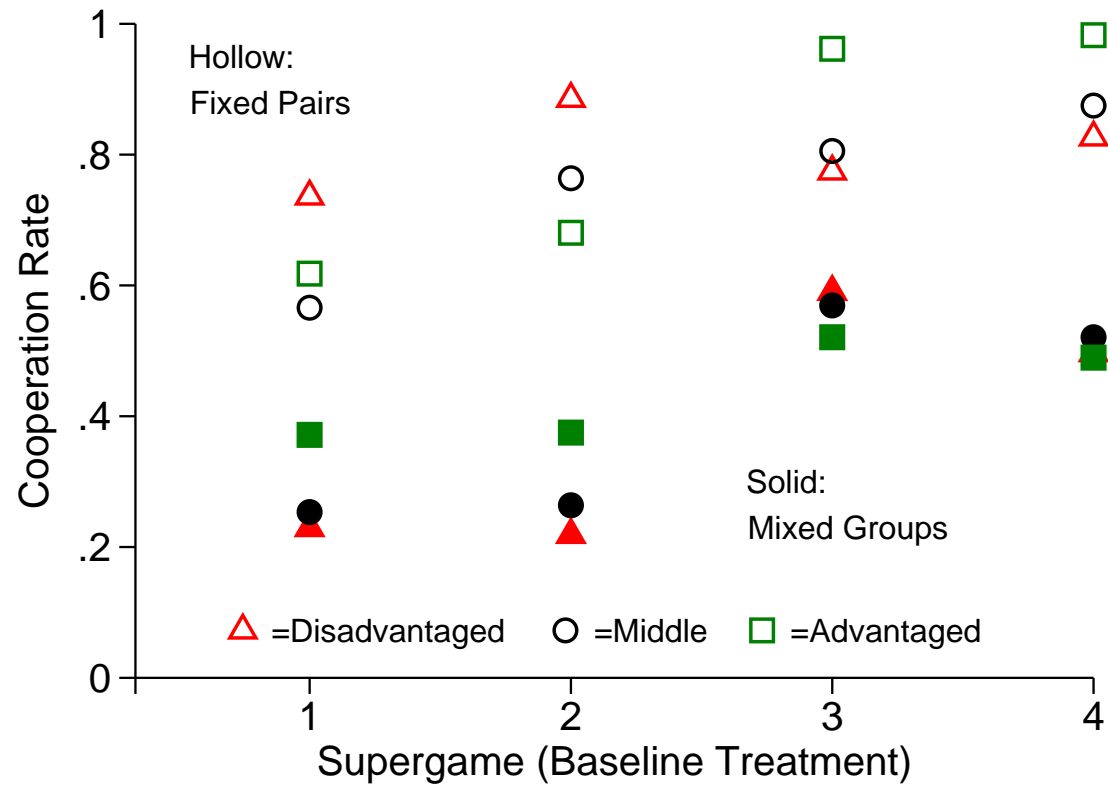 1
Hollow:
Fixed Pairs
.8
Cooperation Rate
.6
.4
Solid:
Mixed Groups
.2
=Disadvantaged =Middle =Advantaged
0
1 2 3 4
Supergame (Baseline Treatment)